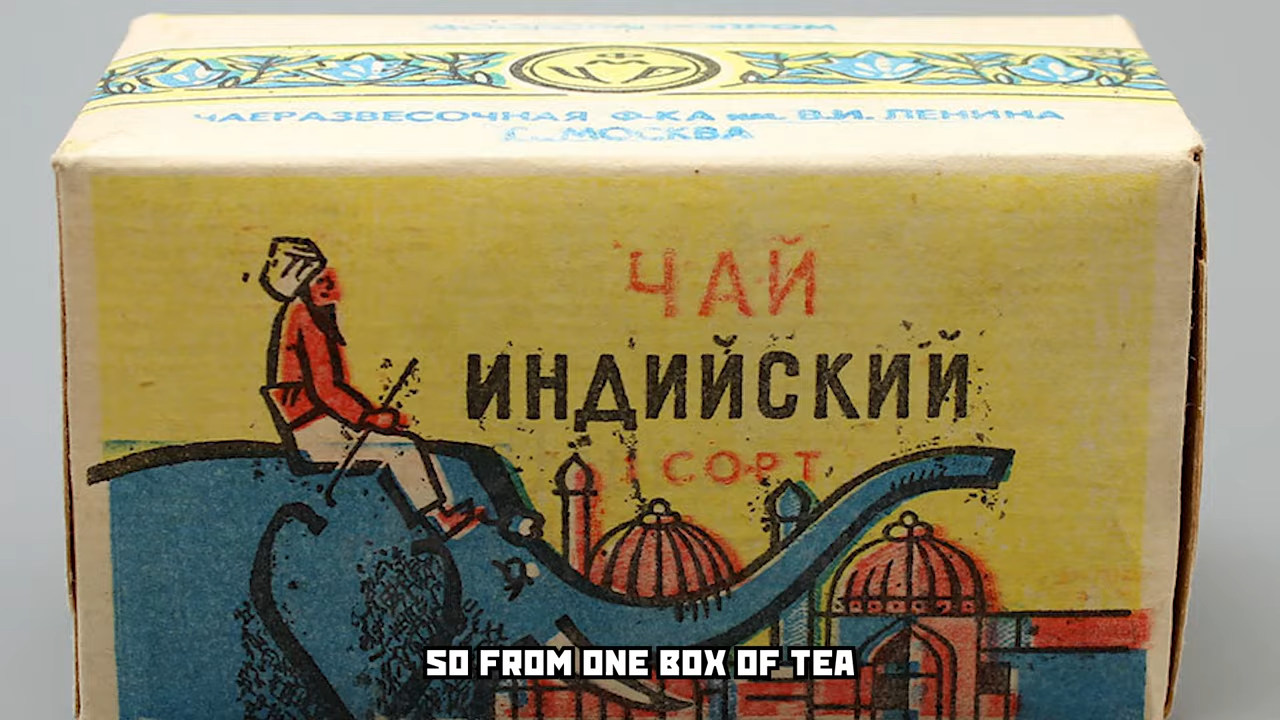 ЧАЕРАЗВЕСОЧНАЯ Ф-КА им. В.И. ЛЕНИНА
Г. МОСКВА
ЧАЙ
ИНДИЙСКИЙ
I СОРТ
SO FROM ONE BOX OF TEA